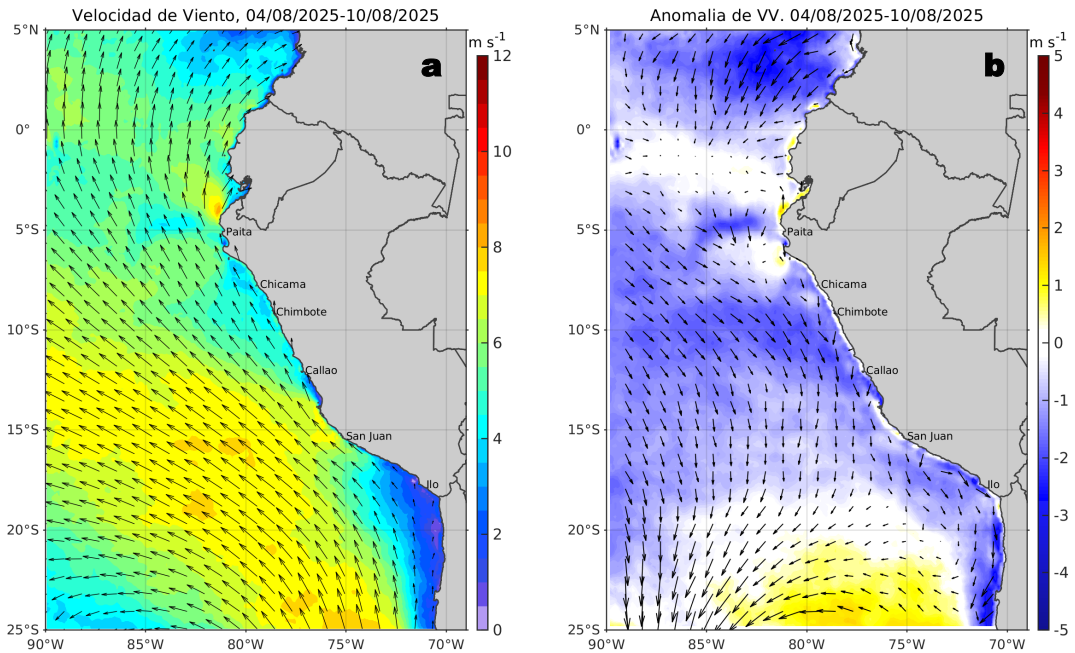 Velocidad de Viento, 04/08/2025-10/08/2025
5°N
0°
5°S
10°S
15°S
20°S
25°S
90°W
85°W
80°W
75°W
70°W
a
Paita
Chicama
Chimbote
Callao
San Juan
Ilo
m s-1
12
10
8
6
4
2
0
Anomalia de VV. 04/08/2025-10/08/2025
5°N
0°
5°S
10°S
15°S
20°S
25°S
90°W
85°W
80°W
75°W
70°W
b
Paita
Chicama
Chimbote
Callao
San Juan
Ilo
m s-1
5
4
3
2
1
0
-1
-2
-3
-4
-5